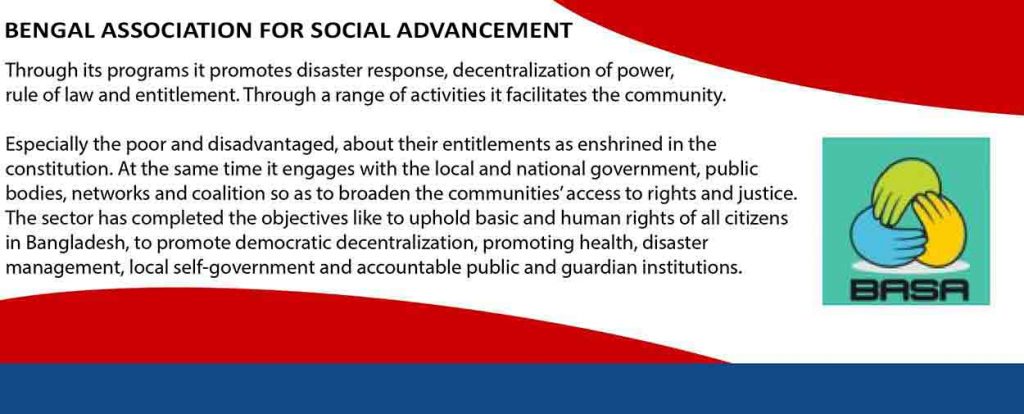 BENGAL ASSOCIATION FOR SOCIAL ADVANCEMENT
Through its programs it promotes disaster response, decentralization of power,
rule of law and entitlement. Through a range of activities it facilitates the community.
Especially the poor and disadvantaged, about their entitlements as enshrined in the
constitution. At the same time it engages with the local and national government, public
bodies, networks and coalition so as to broaden the communities’ access to rights and justice.
The sector has completed the objectives like to uphold basic and human rights of all citizens
in Bangladesh, to promote democratic decentralization, promoting health, disaster
management, local self-government and accountable public and guardian institutions.
BASA